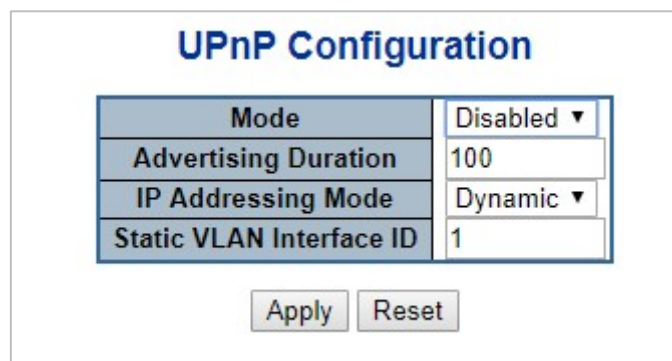 UPnP Configuration
Mode Disabled
Advertising Duration 100
IP Addressing Mode Dynamic
Static VLAN Interface ID 1
Apply Reset